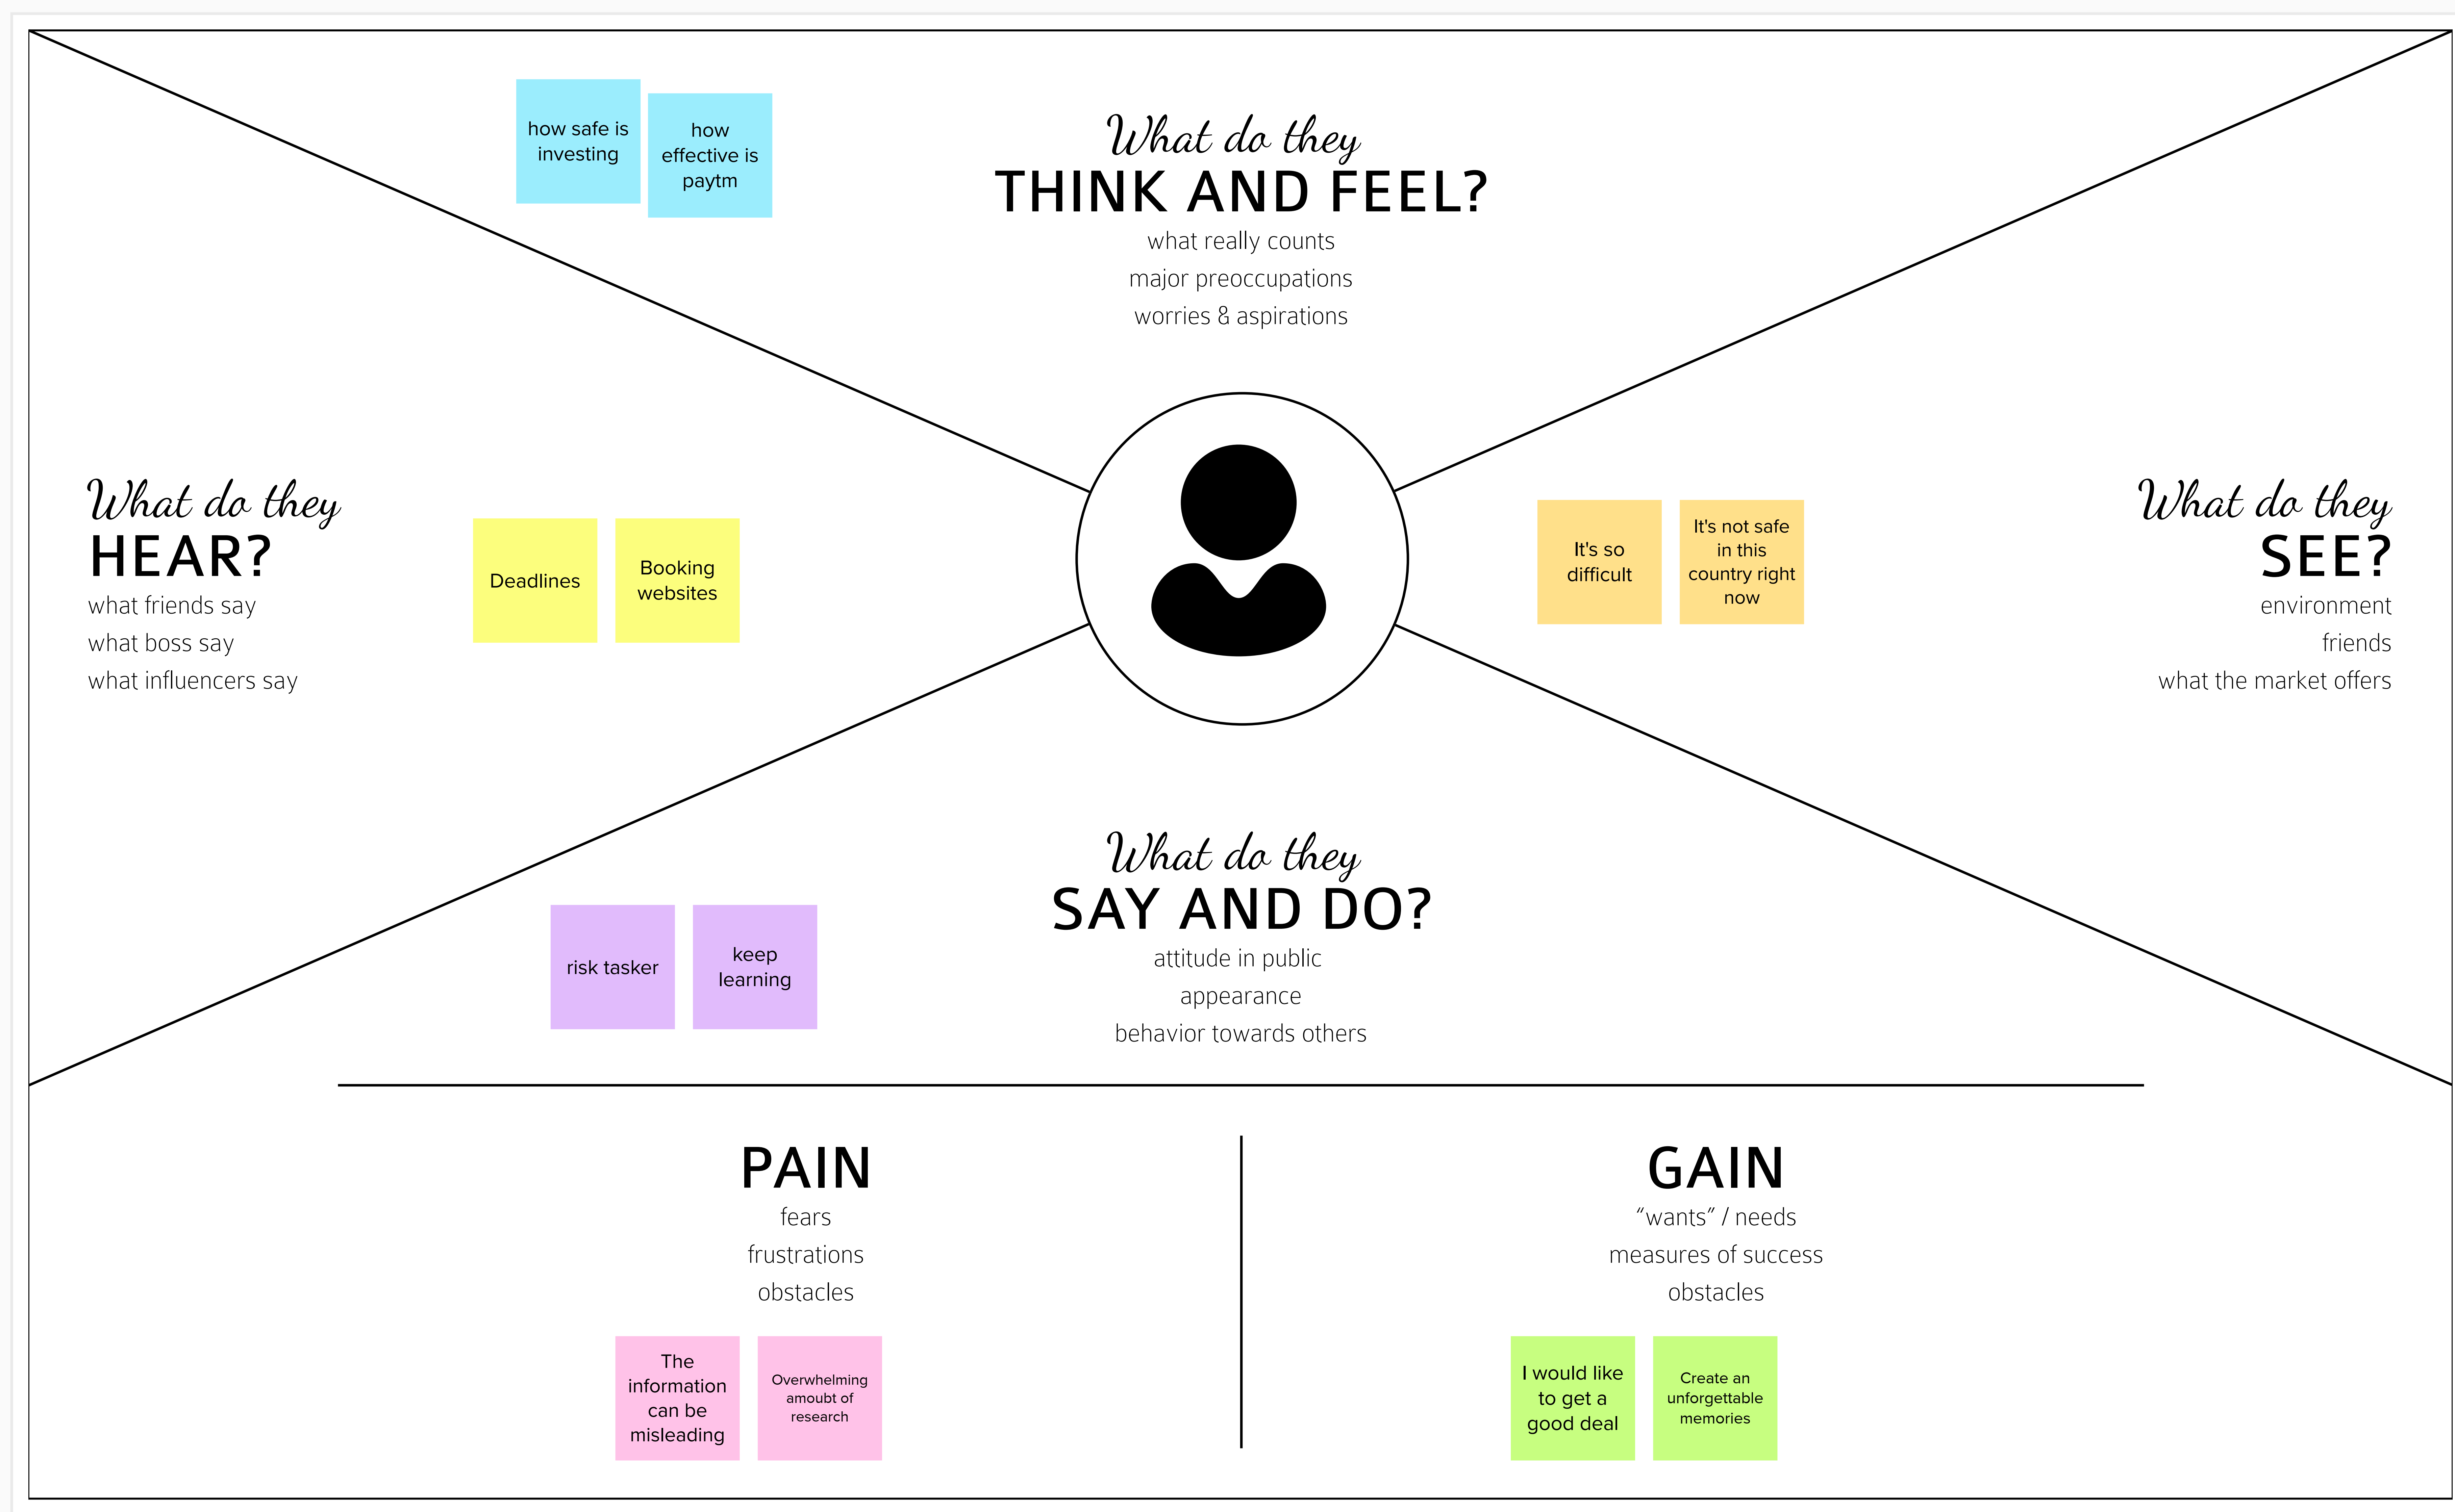 how safe is
investing
how
effective is
paytm
What do they
THINK AND FEEL?
what really counts
major preoccupations
worries & aspirations
What do they
HEAR?
what friends say
what boss say
what influencers say
Deadlines
Booking
websites
It's so
difficult
It's not safe
in this
country right
now
What do they
SEE?
environment
friends
what the market offers
What do they
SAY AND DO?
attitude in public
appearance
behavior towards others
risk tasker
keep
learning
PAIN
fears
frustrations
obstacles
The
information
can be
misleading
Overwhelming
amoubt of
research
GAIN
“wants” / needs
measures of success
obstacles
I would like
to get a
good deal
Create an
unforgettable
memories